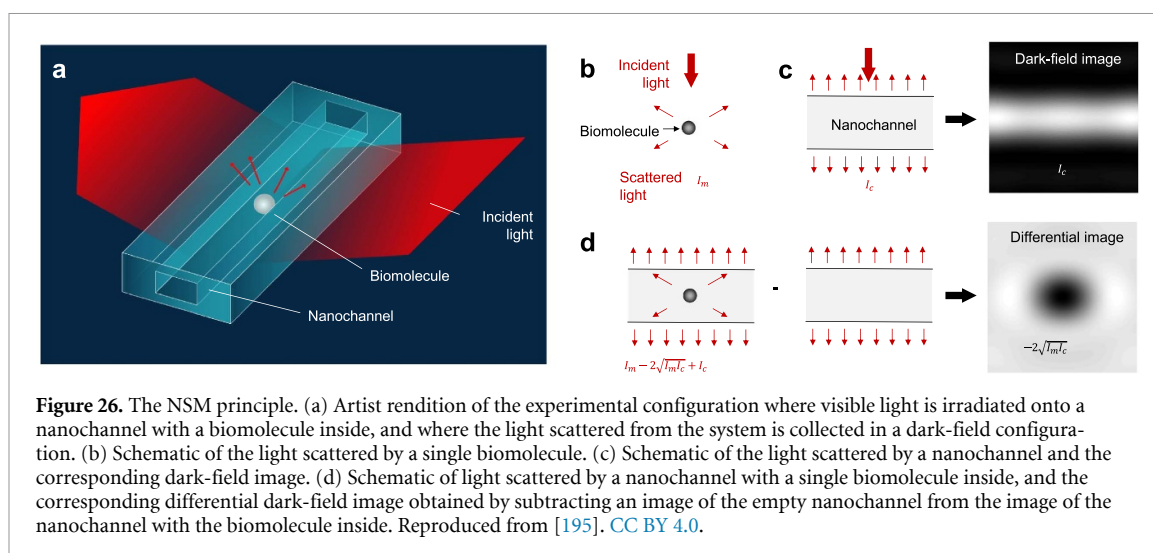 a
Incident
light
Biomolecule
Nanochannel
b
Incident
light
Biomolecule
Scattered
light
I_m
c
Nanochannel
I_c
Dark-field image
I_c
d
I_m − 2√I_mI_c + I_c
-
Differential image
−2√I_mI_c
Figure 26. The NSM principle. (a) Artist rendition of the experimental configuration where visible light is irradiated onto a
nanochannel with a biomolecule inside, and where the light scattered from the system is collected in a dark-field configura-
tion. (b) Schematic of the light scattered by a single biomolecule. (c) Schematic of the light scattered by a nanochannel and the
corresponding dark-field image. (d) Schematic of light scattered by a nanochannel with a single biomolecule inside, and the
corresponding differential dark-field image obtained by subtracting an image of the empty nanochannel from the image of the
nanochannel with the biomolecule inside. Reproduced from [195]. CC BY 4.0.